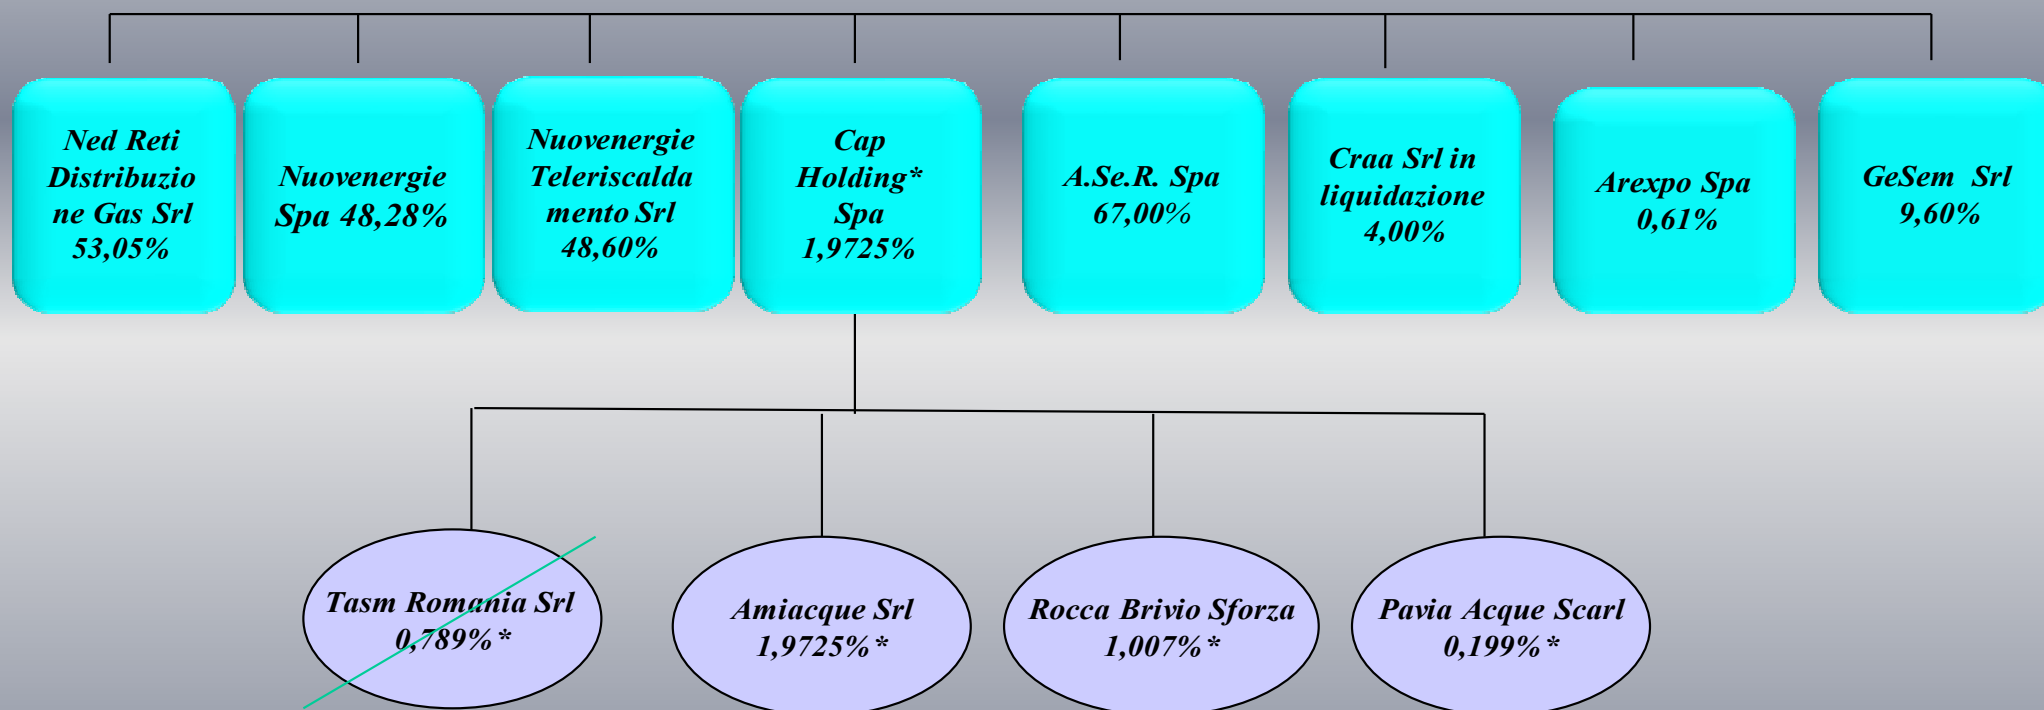 Ned Reti
Distribuzio
ne Gas Srl
53,05%
Nuovenergie
Spa 48,28%
Nuovenergie
Teleriscalda
mento Srl
48,60%
Cap
Holding*
Spa
1,9725%
A.Se.R. Spa
67,00%
Craa Srl in
liquidazione
4,00%
Arexpo Spa
0,61%
GeSem Srl
9,60%
Tasm Romania Srl
0,789%*
Amiacque Srl
1,9725%*
Rocca Brivio Sforza
1,007%*
Pavia Acque Scarl
0,199%*